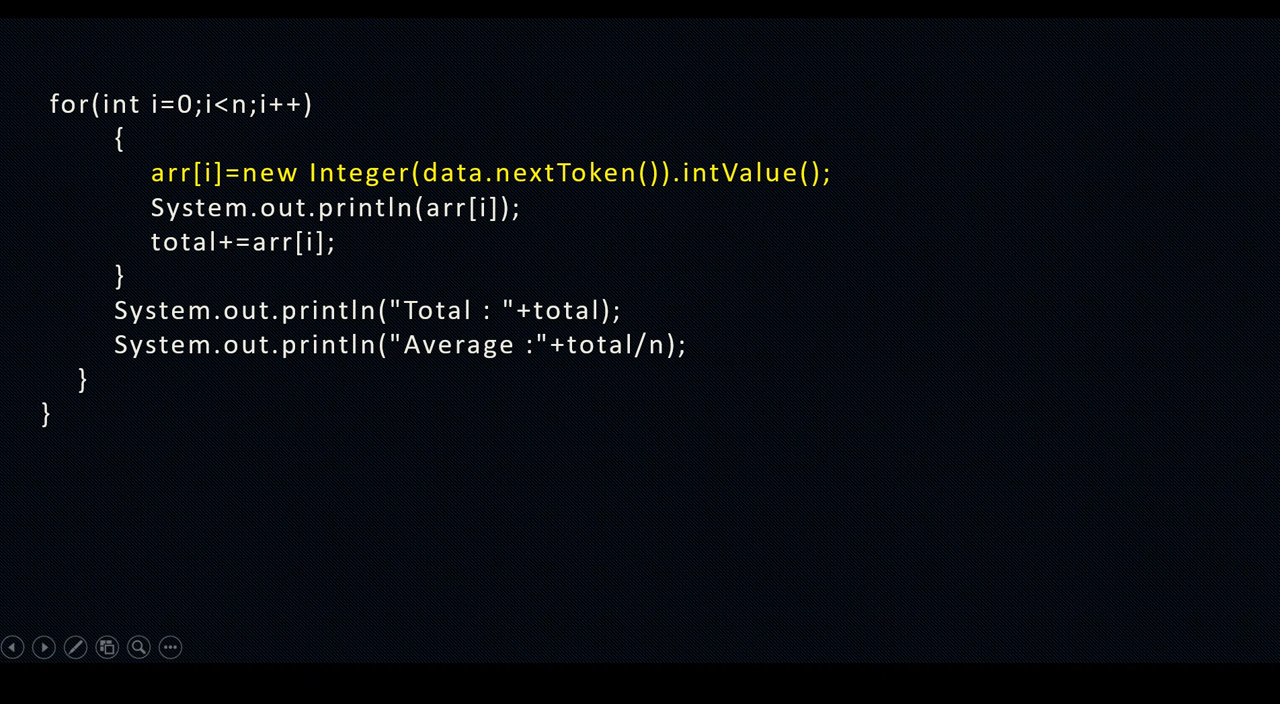 for(int i=0;i<n;i++)
{
arr[i]=new Integer(data.nextToken()).intValue();
System.out.println(arr[i]);
total+=arr[i];
}
System.out.println("Total : "+total);
System.out.println("Average :"+total/n);
}
}